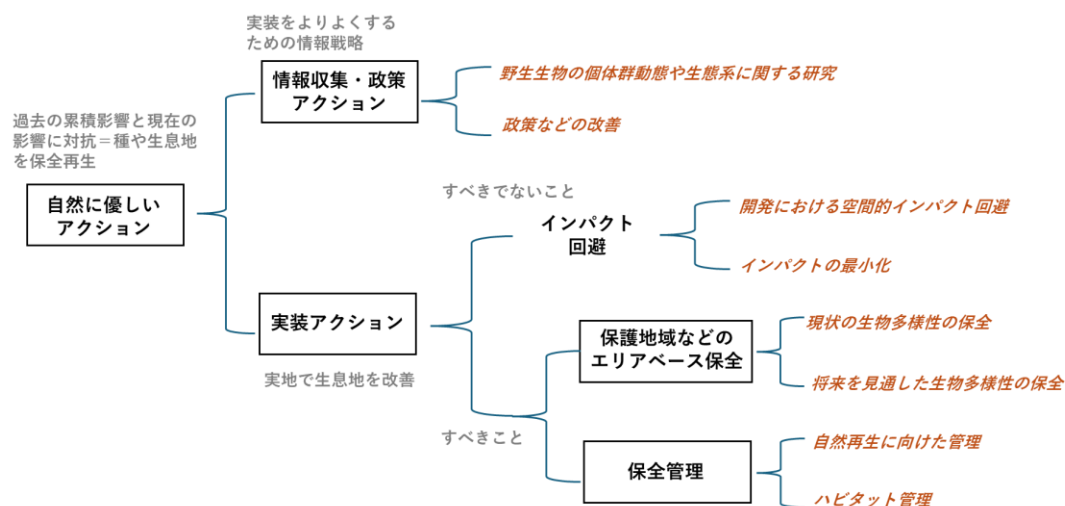 実装をよりよくする
ための情報戦略
情報収集・政策
アクション
野生生物の個体群動態や生態系に関する研究
政策などの改善
過去の累積影響と現在の
影響に対抗＝種や生息地
を保全再生
自然に優しい
アクション
すべきでないこと
インパクト
回避
開発における空間的インパクト回避
インパクトの最小化
実装アクション
実地で生息地を改善
保護地域などの
エリアベース保全
現状の生物多様性の保全
将来を見通した生物多様性の保全
すべきこと
保全管理
自然再生に向けた管理
ハビタット管理